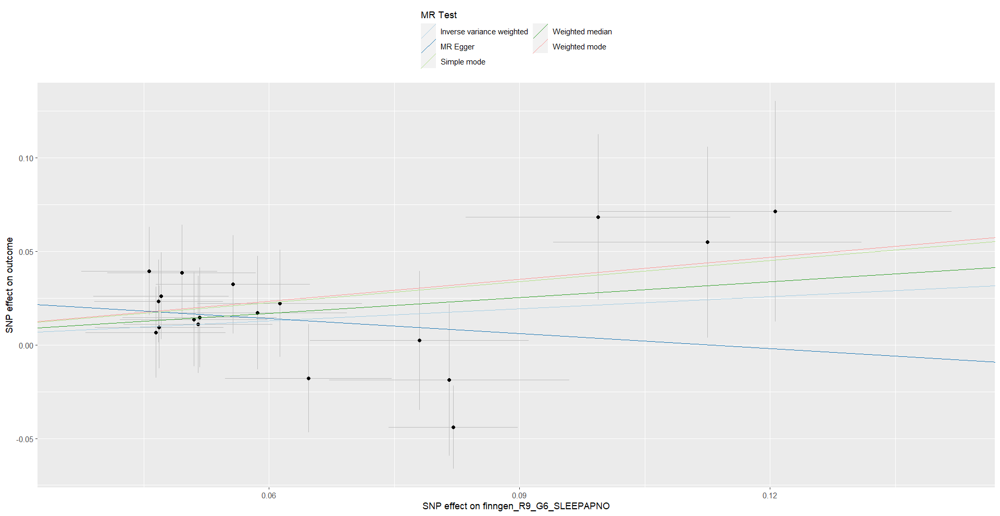 MR Test
Inverse variance weighted
Weighted median
MR Egger
Weighted mode
Simple mode
0.10
0.05
0.00
-0.05
SNP effect on outcome
0.06
0.09
0.12
SNP effect on finngen_R9_G6_SLEEPAPNO